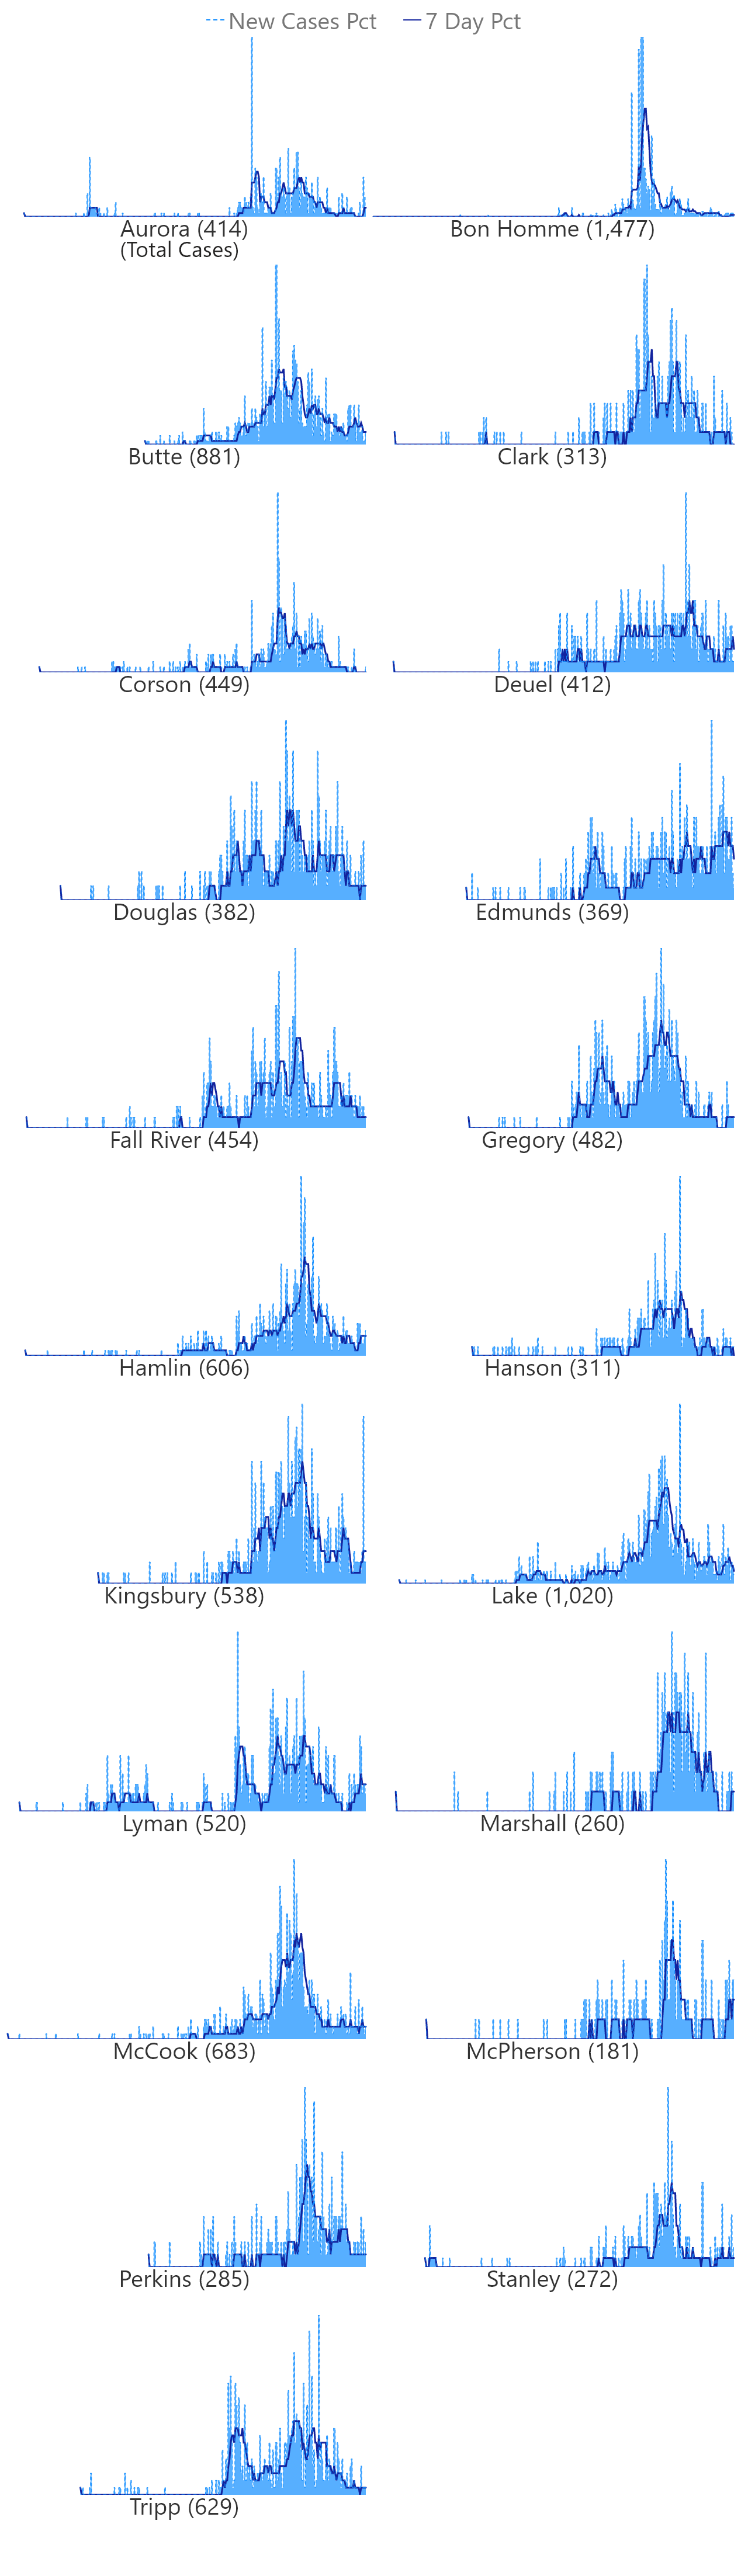 New Cases Pct 7 Day Pct
Aurora (414) Bon Homme (1,477)
(Total Cases)
Butte (881) Clark (313)
Corson (449) Deuel (412)
Douglas (382) Edmunds (369)
Fall River (454) Gregory (482)
Hamlin (606) Hanson (311)
Kingsbury (538) Lake (1,020)
Lyman (520) Marshall (260)
McCook (683) McPherson (181)
Perkins (285) Stanley (272)
Tripp (629)